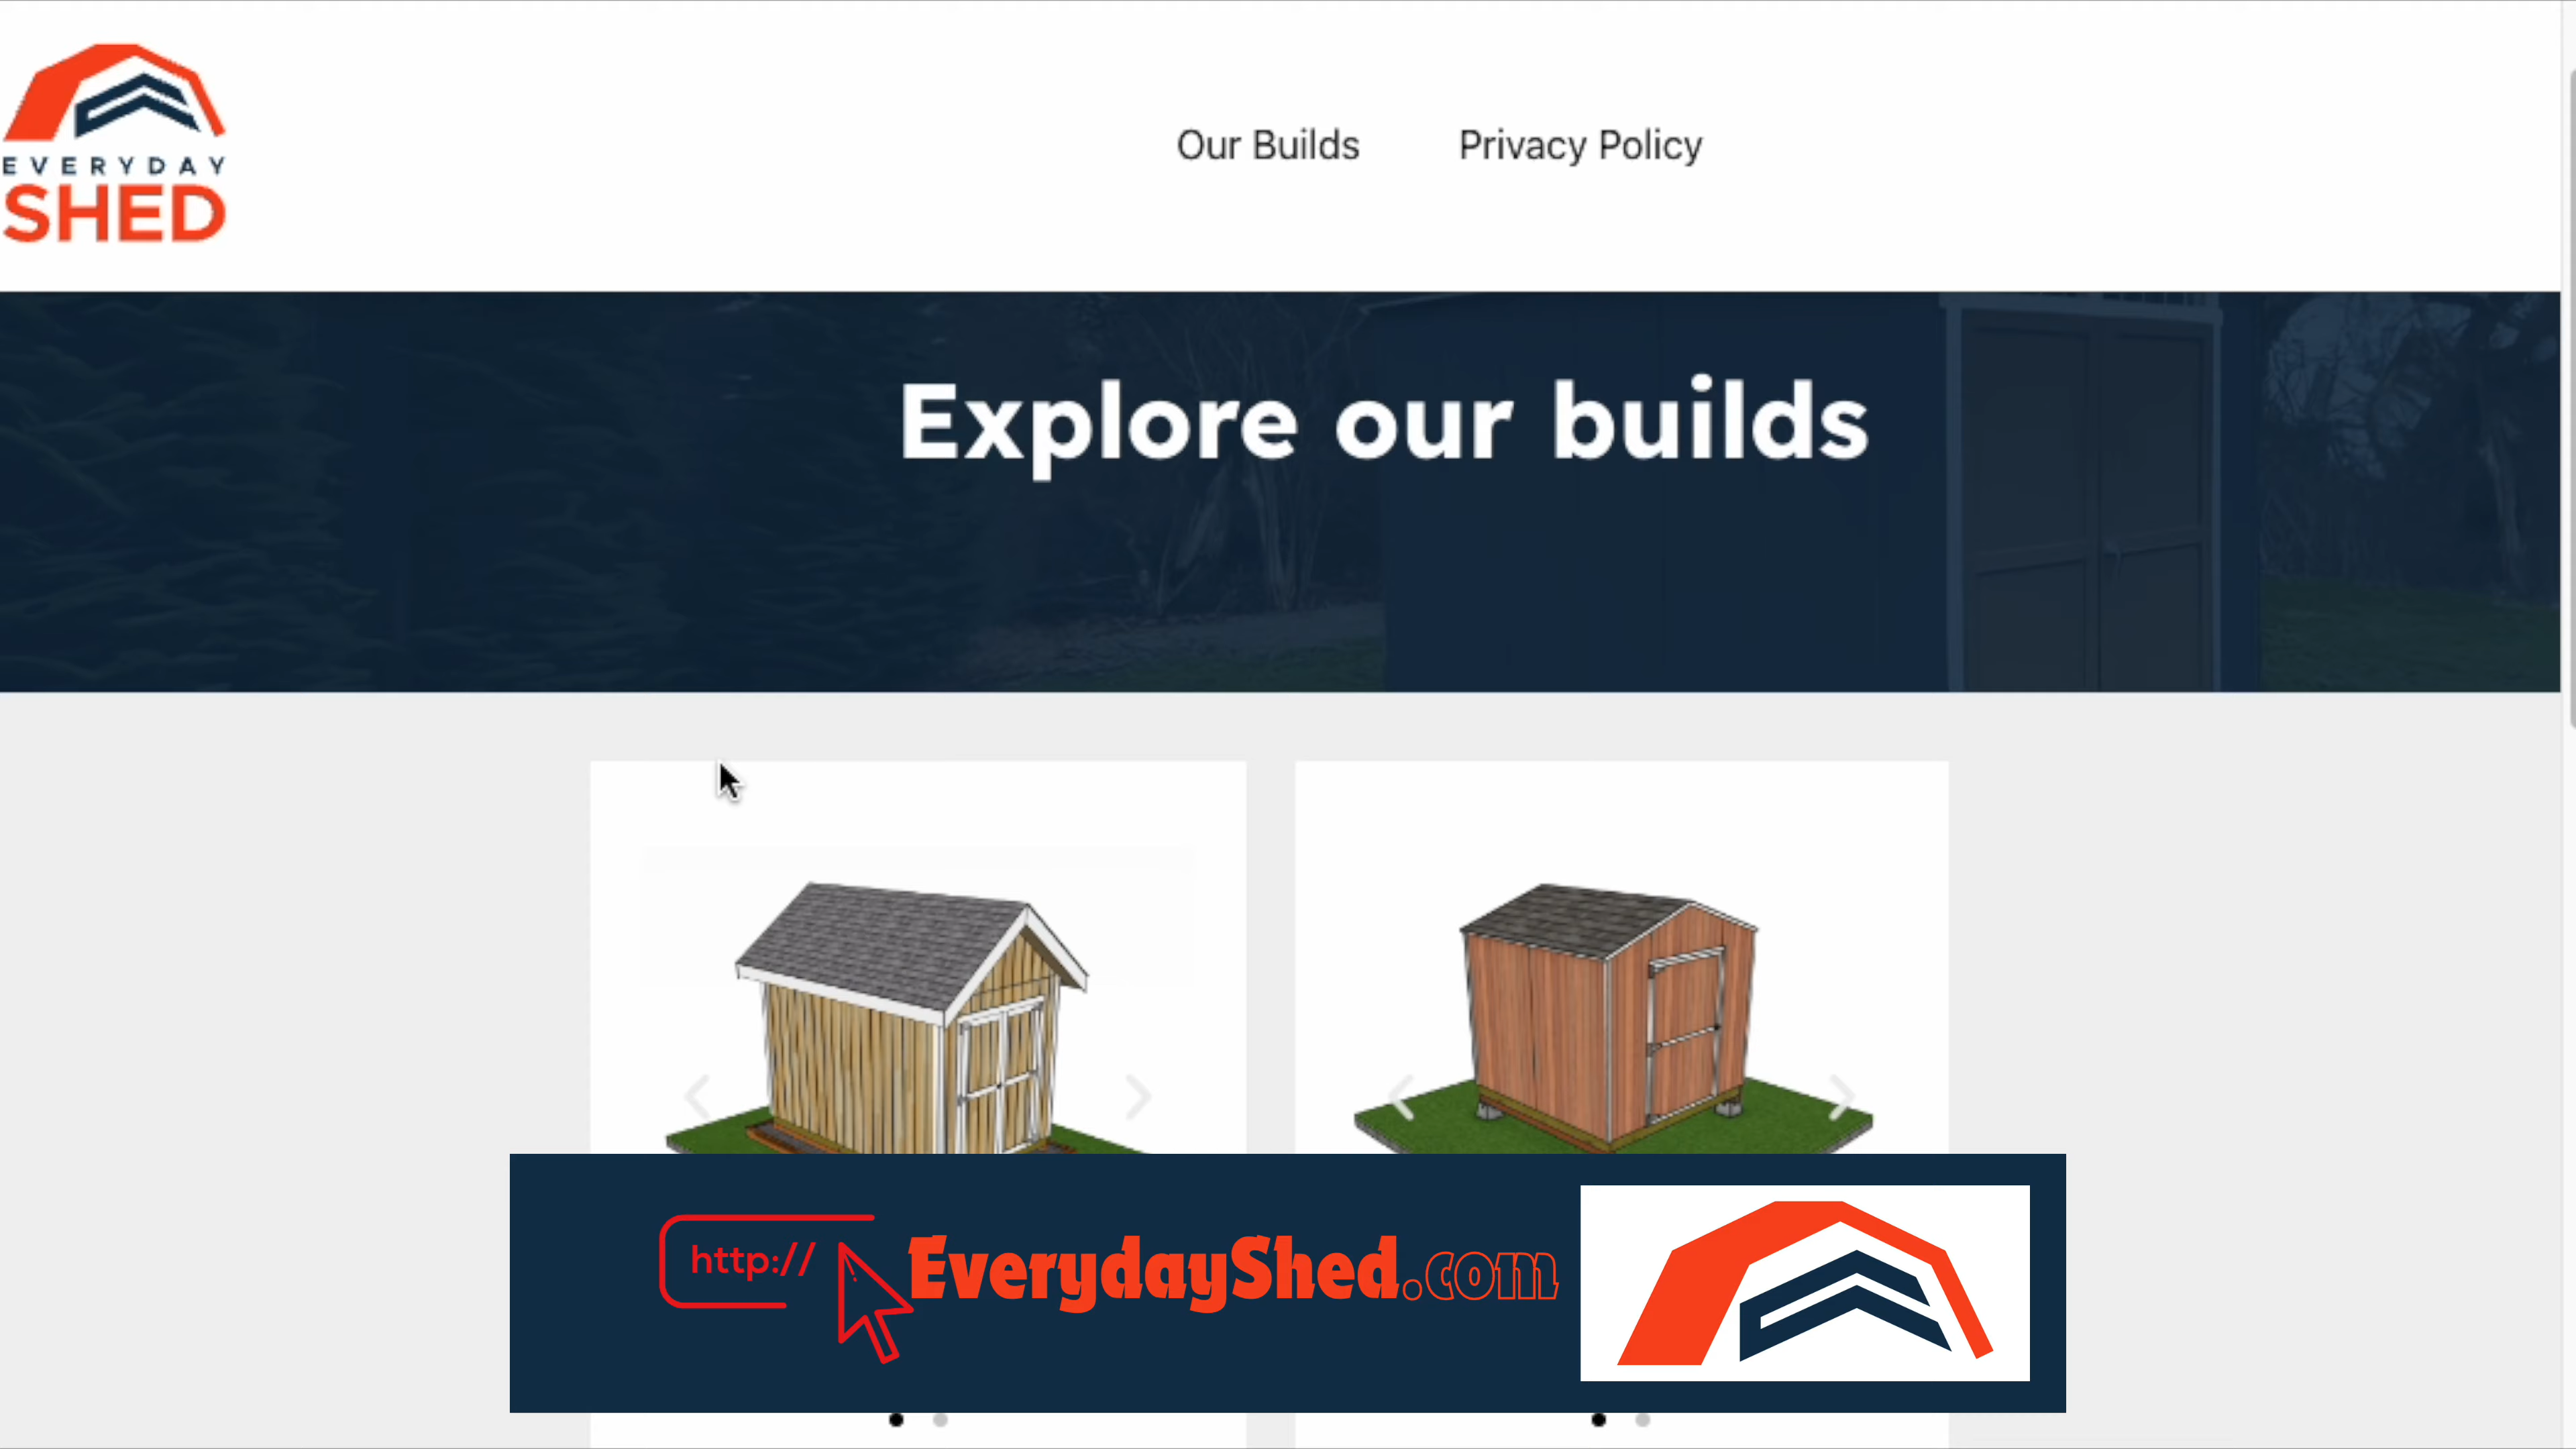 EVERYDAY
SHED
Our Builds
Privacy Policy
Explore our builds
http://
EverydayShed.com